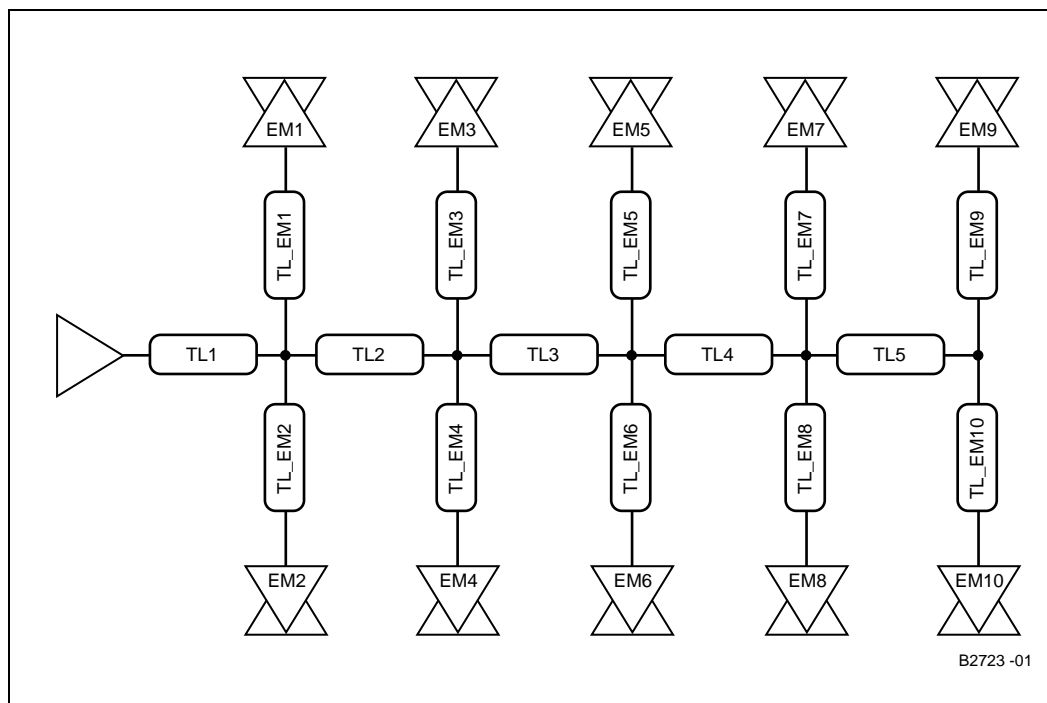 EM1
EM3
EM5
EM7
EM9
TL_EM1
TL_EM3
TL_EM5
TL_EM7
TL_EM9
TL1
TL2
TL3
TL4
TL5
TL_EM2
TL_EM4
TL_EM6
TL_EM8
TL_EM10
EM2
EM4
EM6
EM8
EM10
B2723 -01